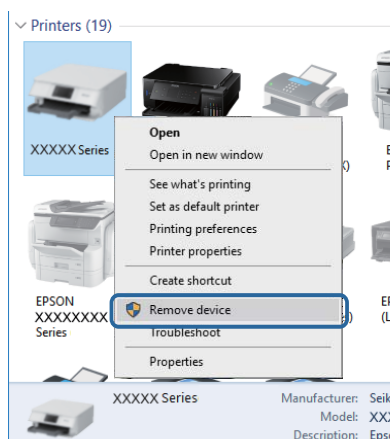 Printers (19)
XXXXX Series
Open
Open in new window
See what's printing
Set as default printer
Printing preferences
Printer properties
Create shortcut
Remove device
Troubleshoot
Properties
EPSON
XXXXXXXX
Series
XXXXX Series
Manufacturer:
Model:
Description: